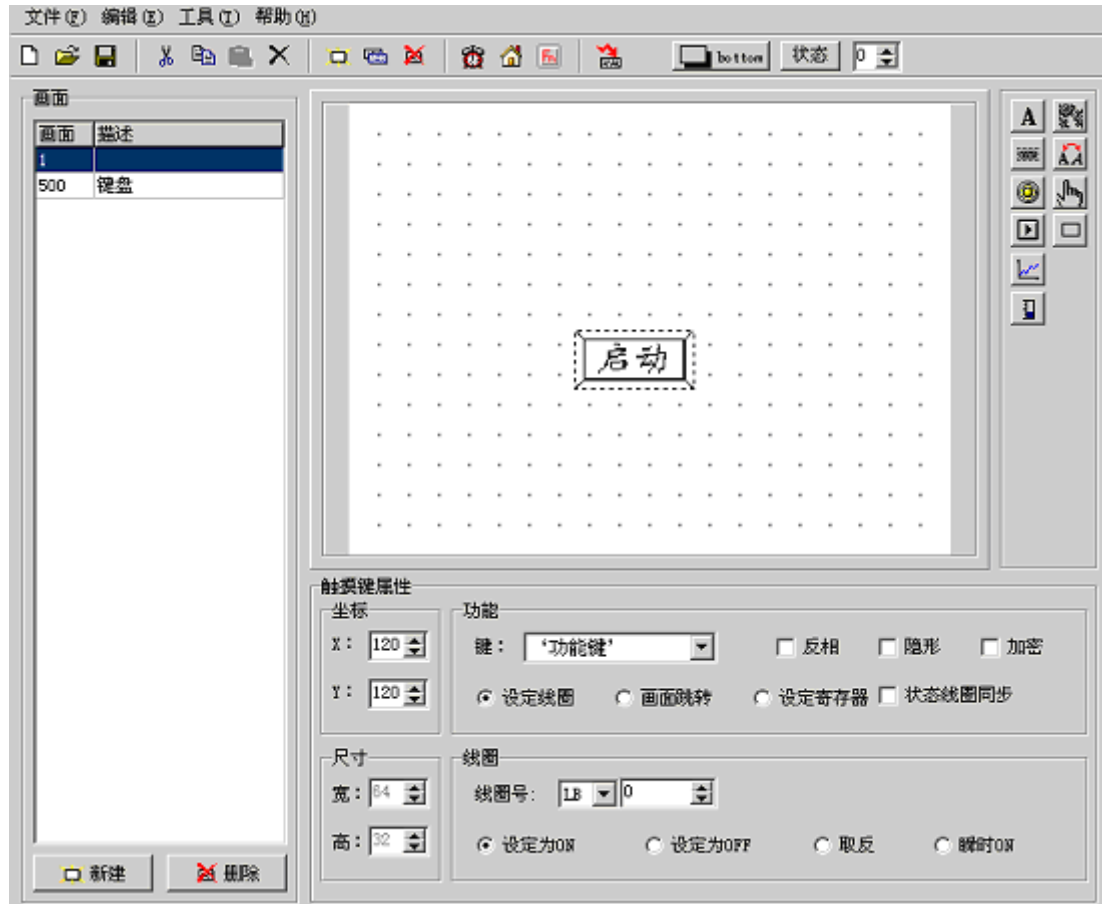 文件(F) 编辑(E) 工具(T) 帮助(H)
bottom 状态 0
画面
画面 描述
1
500 键盘
新建 删除
启动
A
触摸键属性
坐标
X: 120
Y: 120
功能
键: ‘功能键’ 反相 隐形 加密
设定线圈 画面跳转 设定寄存器 状态线圈同步
尺寸
宽: 64
高: 32
线圈
线圈号: LB 0
设定为ON 设定为OFF 取反 瞬时ON